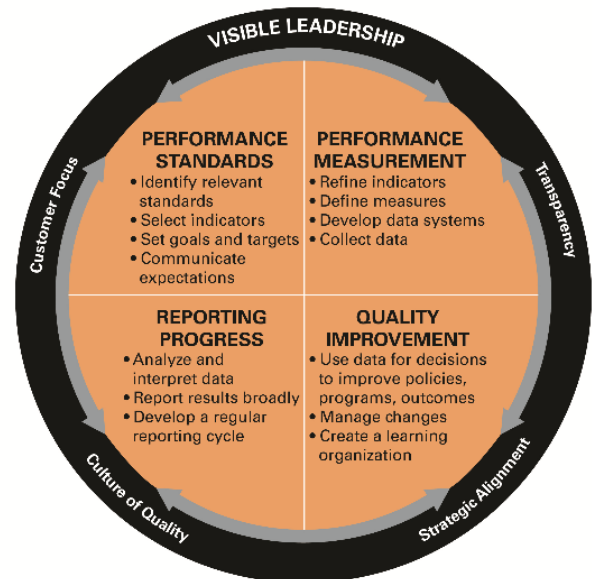 VISIBLE LEADERSHIP
PERFORMANCE
STANDARDS
• Identify relevant
standards
• Select indicators
• Set goals and targets
• Communicate
expectations
PERFORMANCE
MEASUREMENT
• Refine indicators
• Define measures
• Develop data systems
• Collect data
Customer Focus
Transparency
REPORTING
PROGRESS
• Analyze and
interpret data
• Report results broadly
• Develop a regular
reporting cycle
QUALITY
IMPROVEMENT
• Use data for decisions
to improve policies,
programs, outcomes
• Manage changes
• Create a learning
organization
Culture of Quality
Strategic Alignment